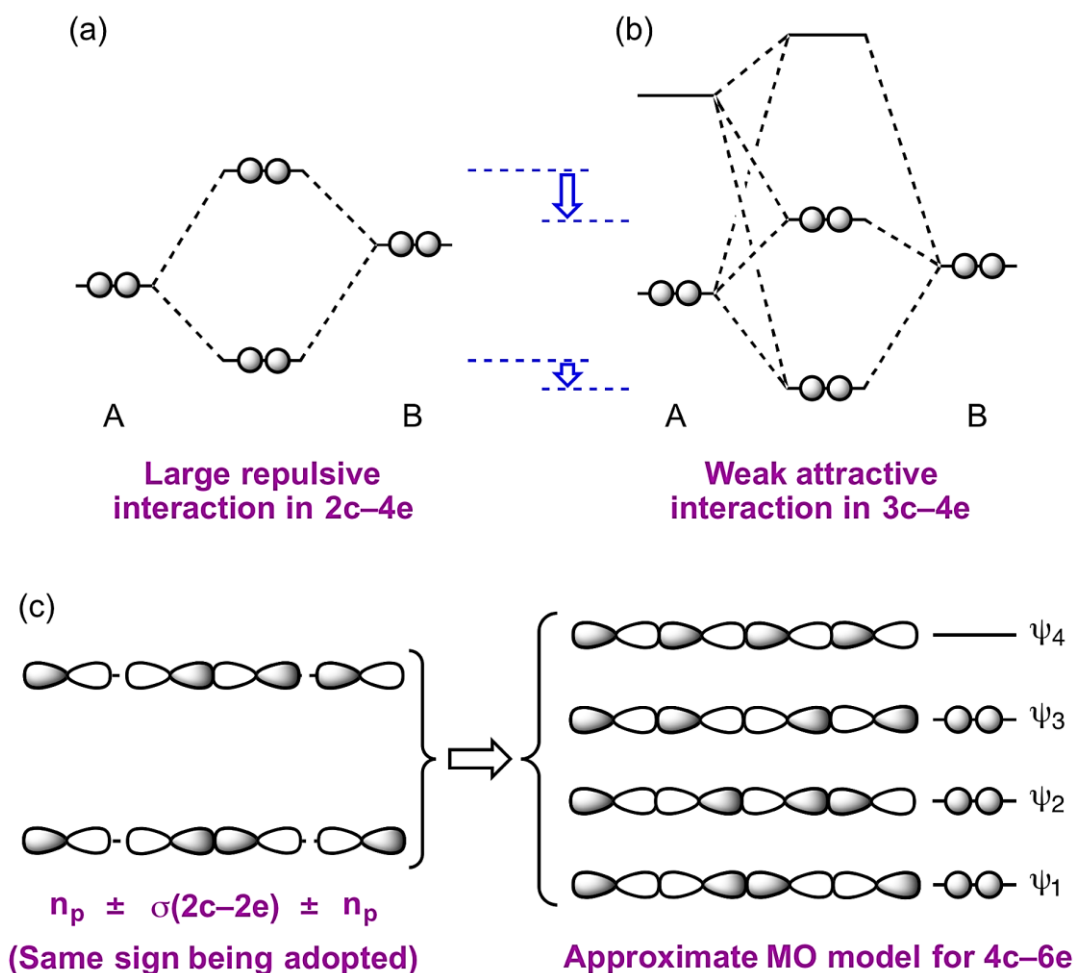 (a)
(b)
A
B
A
B
Large repulsive
interaction in 2c–4e
Weak attractive
interaction in 3c–4e
(c)
ψ4
ψ3
ψ2
ψ1
np ± σ(2c–2e) ± np
(Same sign being adopted)
Approximate MO model for 4c–6e